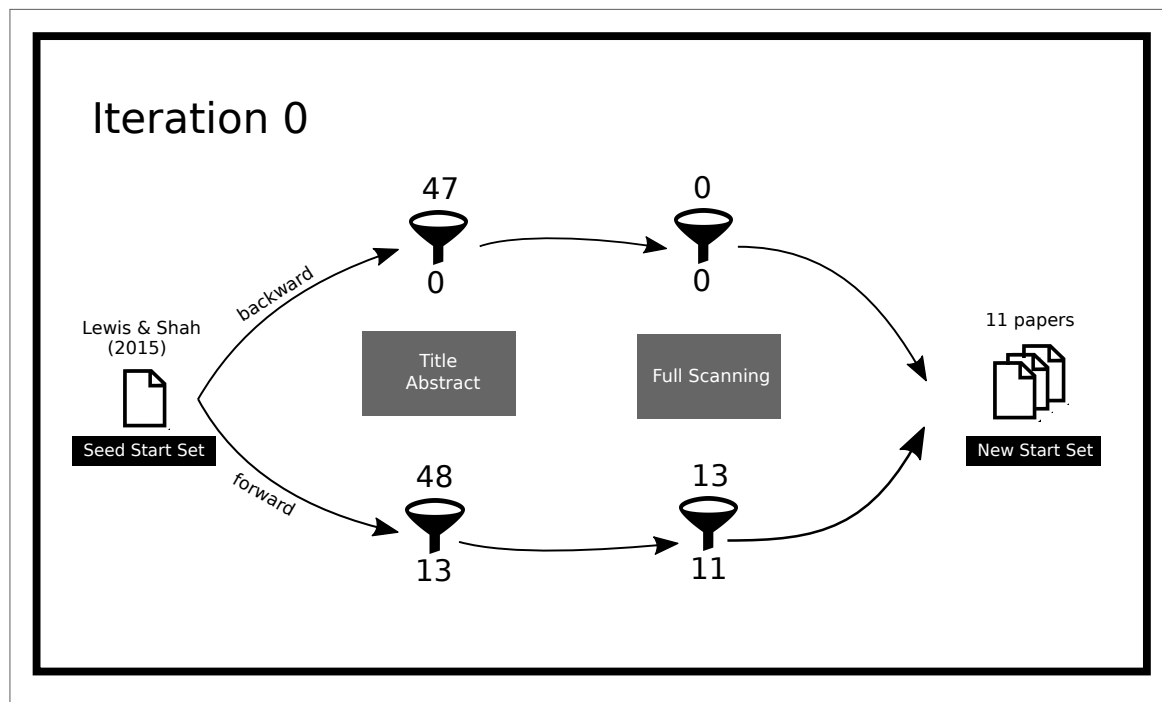 Iteration 0
47
0
0
0
backward
Lewis & Shah
(2015)
Seed Start Set
Title
Abstract
Full Scanning
11 papers
New Start Set
forward
48
13
13
11